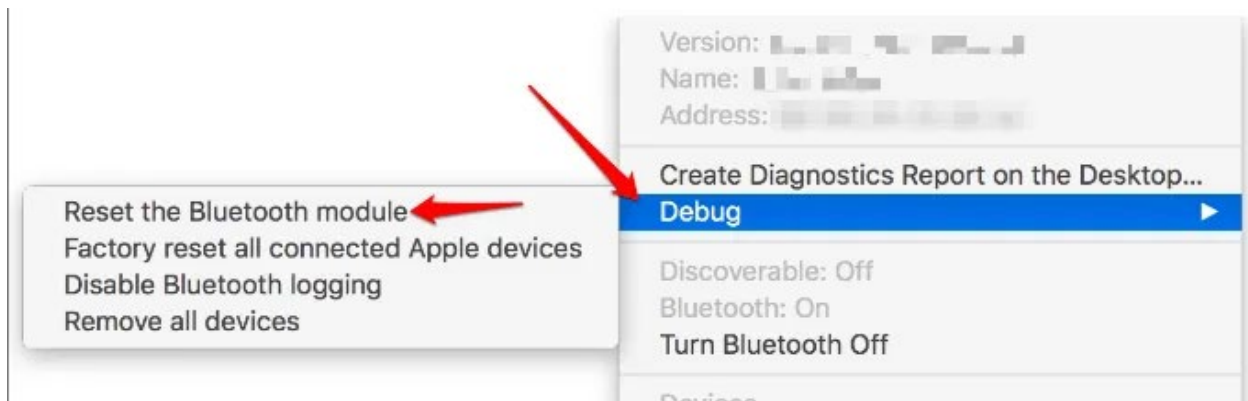 Version:
Name:
Address:
Create Diagnostics Report on the Desktop...
Debug
Reset the Bluetooth module
Factory reset all connected Apple devices
Disable Bluetooth logging
Remove all devices
Discoverable: Off
Bluetooth: On
Turn Bluetooth Off